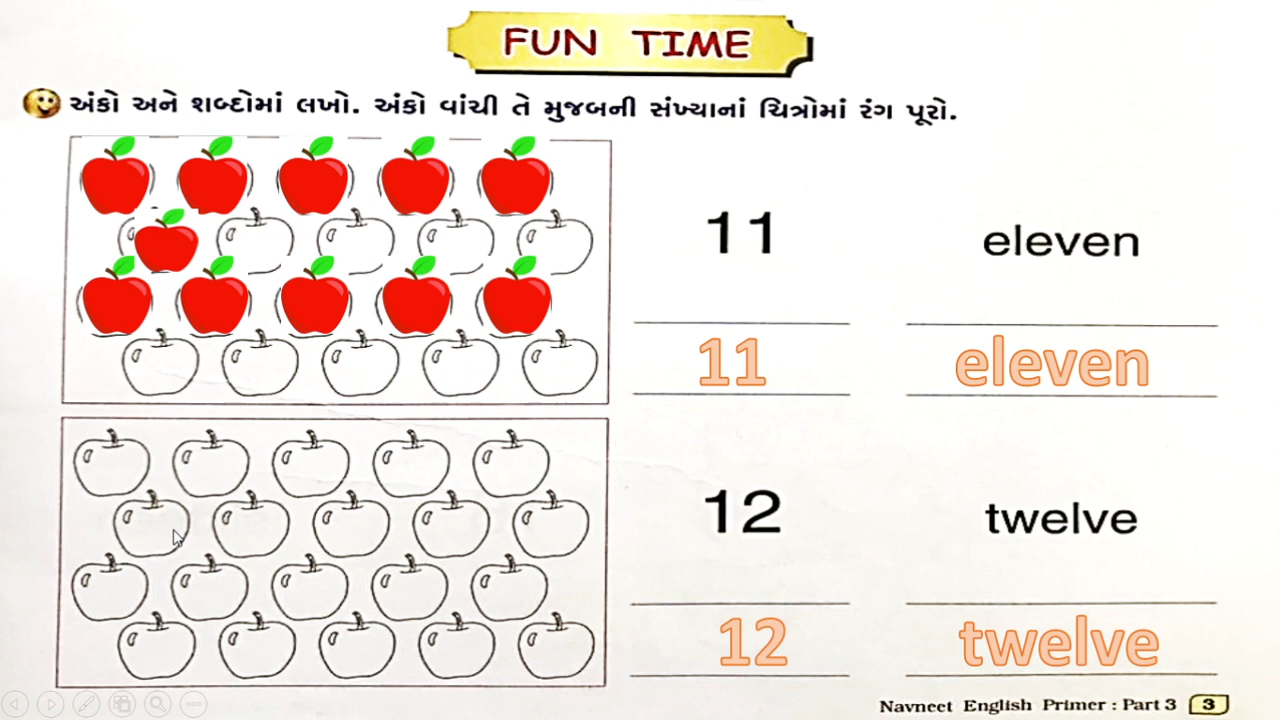 FUN TIME
અંકો અને શબ્દોમાં લખો. અંકો વાંચી તે મુજબની સંખ્યાનાં ચિત્રોમાં રંગ પૂરો.
11 eleven
11 eleven
12 twelve
12 twelve
Navneet English Primer : Part 3 3